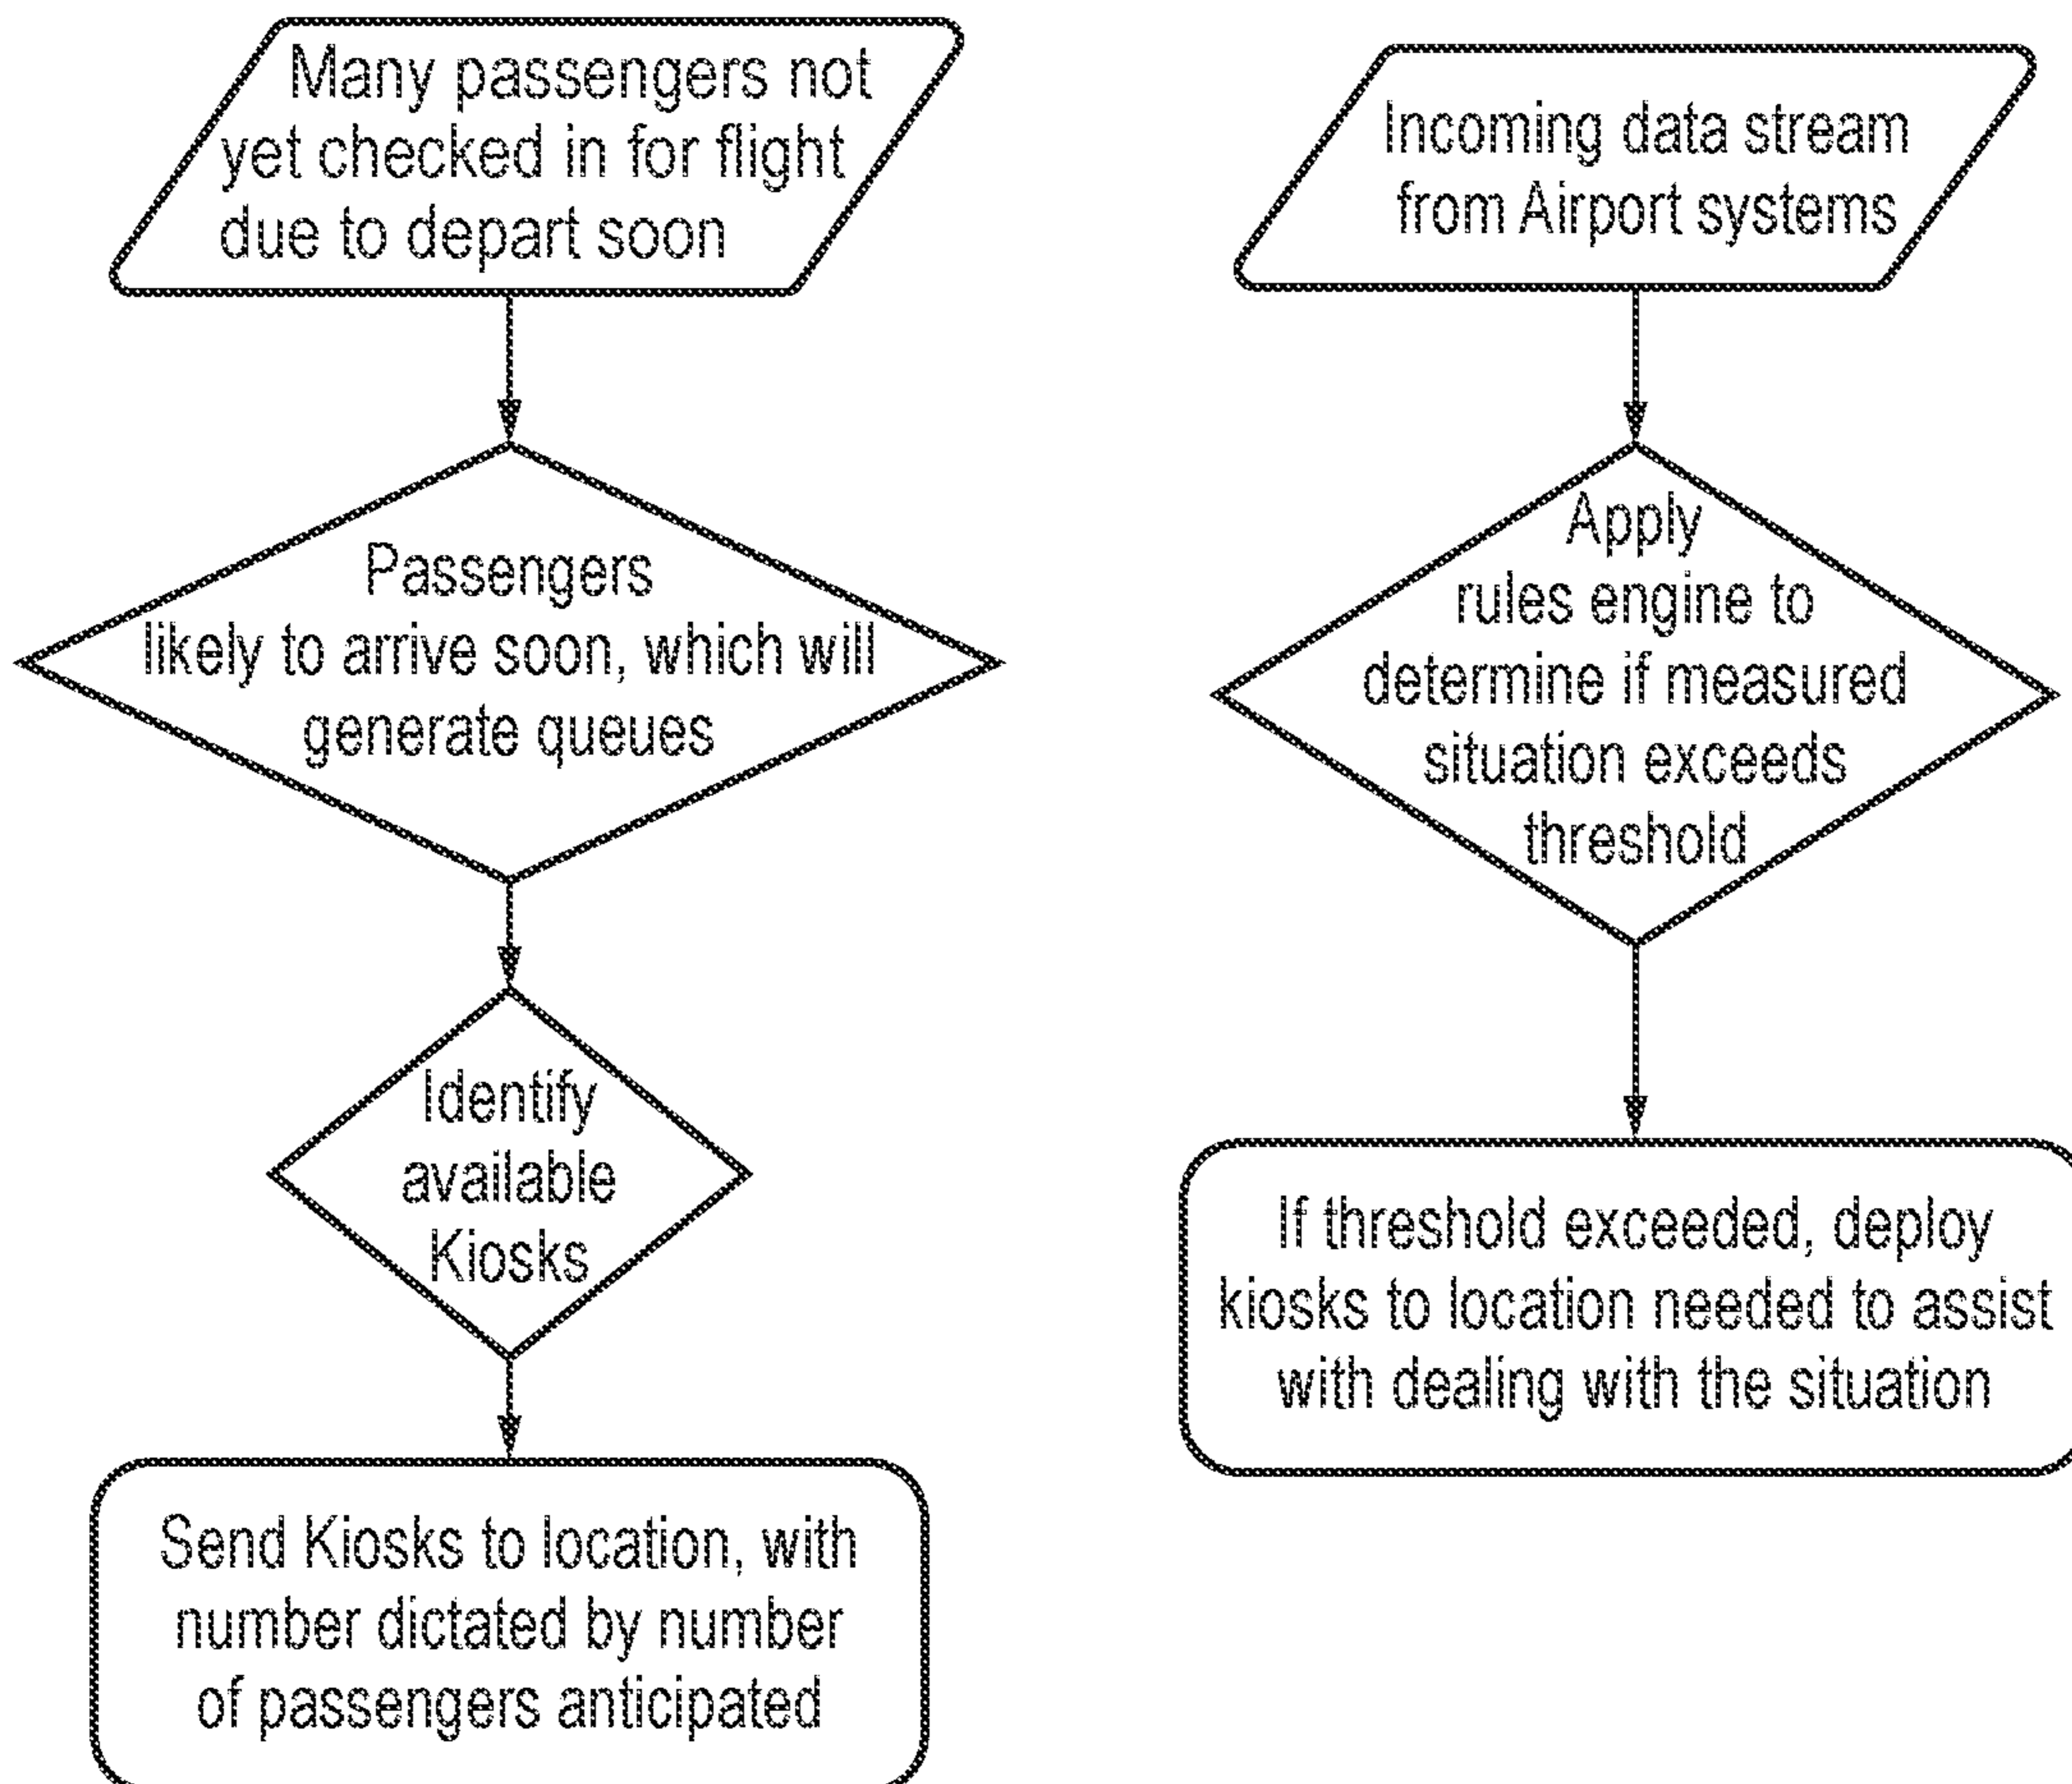 Many passengers not
yet checked in for flight
due to depart soon
Passengers
likely to arrive soon, which will
generate queues
Identify
available
Kiosks
Send Kiosks to location, with
number dictated by number
of passengers anticipated
Incoming data stream
from Airport systems
Apply
rules engine to
determine if measured
situation exceeds
threshold
If threshold exceeded, deploy
kiosks to location needed to assist
with dealing with the situation